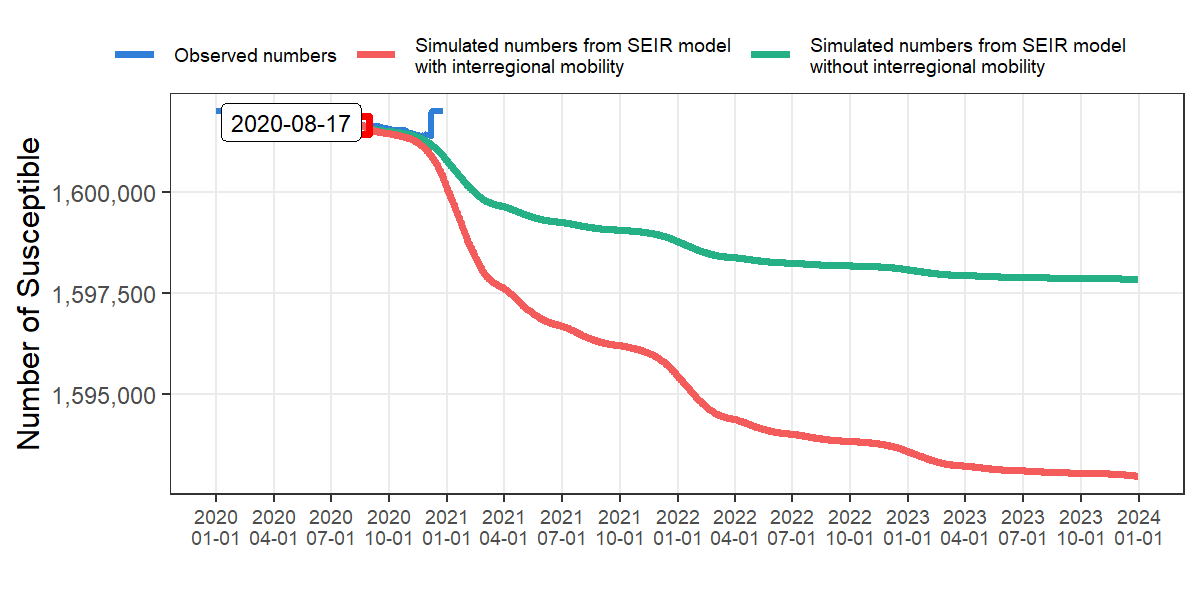 Observed numbers
Simulated numbers from SEIR model
with interregional mobility
Simulated numbers from SEIR model
without interregional mobility
2020-08-17
Number of Susceptible
1,600,000
1,597,500
1,595,000
2020 2020 2020 2020 2021 2021 2021 2021 2022 2022 2022 2022 2023 2023 2023 2023 2024
01-01 04-01 07-01 10-01 01-01 04-01 07-01 10-01 01-01 04-01 07-01 10-01 01-01 04-01 07-01 10-01 01-01